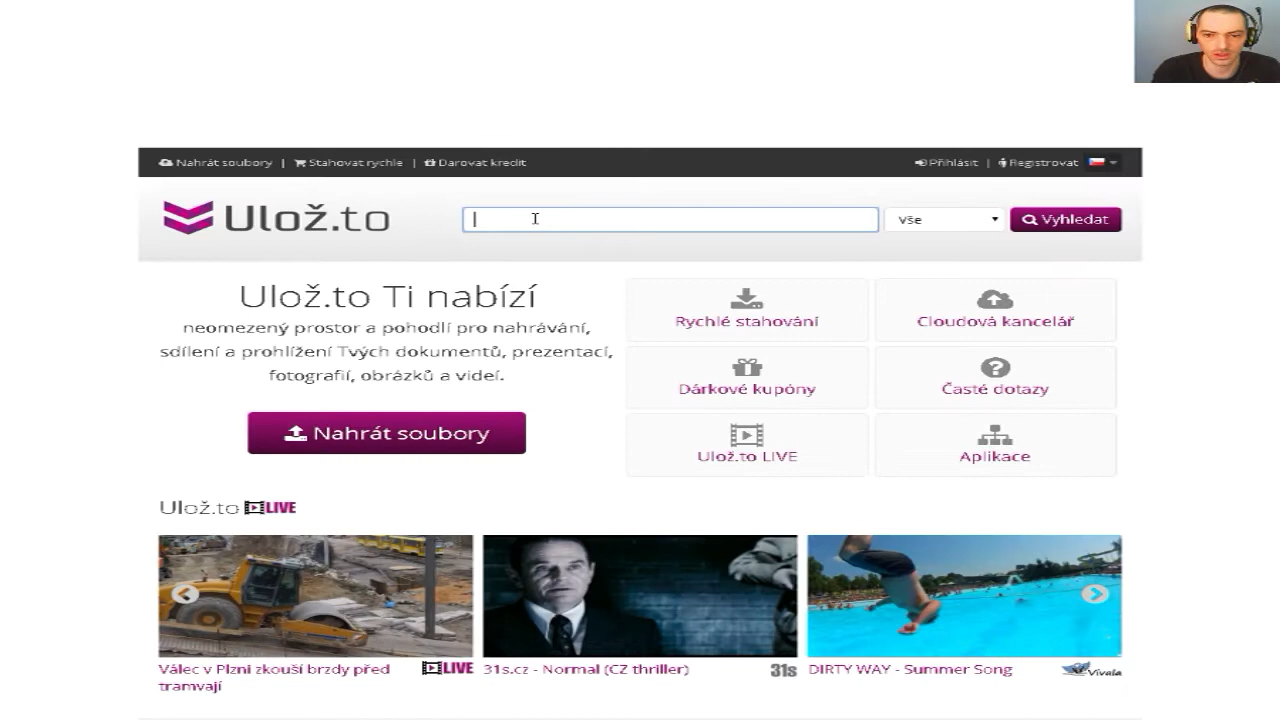 Nahrát soubory | Stahovat rychle | Darovat kredit
Přihlásit | Registrovat
Ulož.to
Vše
Vyhledat
Ulož.to Ti nabízí
neomezený prostor a pohodlí pro nahrávání,
sdílení a prohlížení Tvých dokumentů, prezentací,
fotografií, obrázků a videí.
Nahrát soubory
Rychlé stahování
Cloudová kancelář
Dárkové kupóny
Časté dotazy
Ulož.to LIVE
Aplikace
Ulož.to LIVE
Válec v Plzni zkouší brzdy před
tramvají
LIVE
31s.cz - Normal (CZ thriller)
31s
DIRTY WAY - Summer Song
Vivala